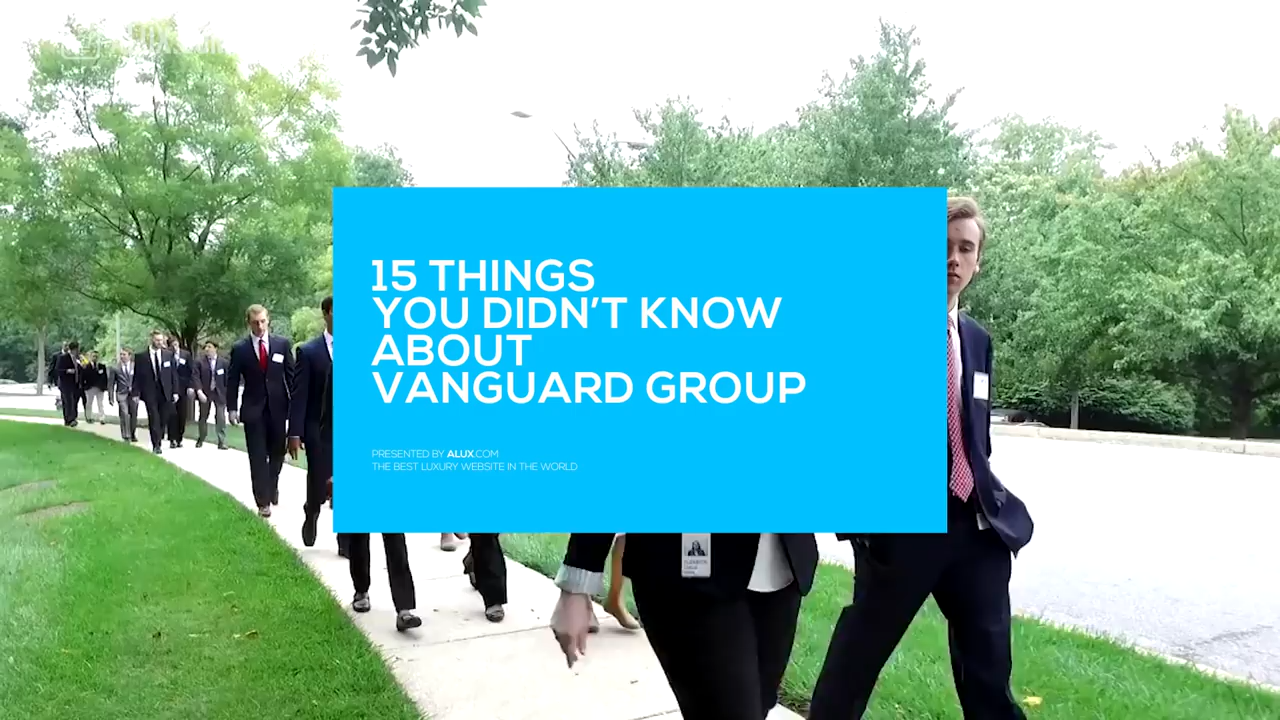 15 THINGS
YOU DIDN'T KNOW
ABOUT
VANGUARD GROUP
PRESENTED BY ALUX.COM
THE BEST LUXURY WEBSITE IN THE WORLD